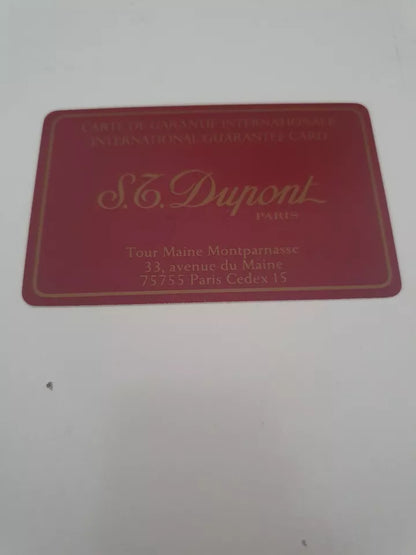 CARTE DE GARANTIE INTERNATIONALE
INTERNATIONAL GUARANTEE CARD
S.T. Dupont
PARIS
Tour Maine Montparnasse
33, avenue du Maine
75755 Paris Cedex 15